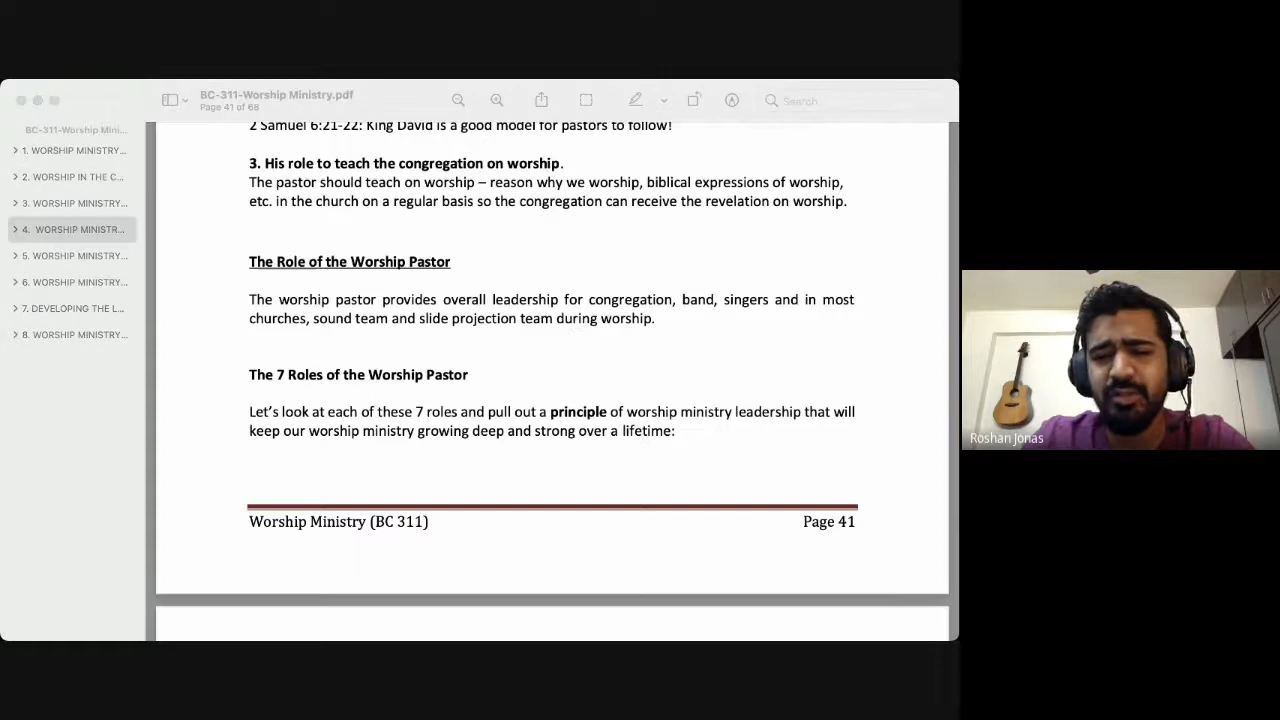 BC-311-Worship Ministry.pdf
Page 41 of 68
Search
BC-311-Worship Mini...
1. WORSHIP MINISTRY...
2. WORSHIP IN THE C...
3. WORSHIP MINISTRY...
4. WORSHIP MINISTR...
5. WORSHIP MINISTRY...
6. WORSHIP MINISTRY...
7. DEVELOPING THE L...
8. WORSHIP MINISTRY...
2 Samuel 6:21-22: King David is a good model for pastors to follow!
3. His role to teach the congregation on worship.
The pastor should teach on worship – reason why we worship, biblical expressions of worship,
etc. in the church on a regular basis so the congregation can receive the revelation on worship.
The Role of the Worship Pastor
The worship pastor provides overall leadership for congregation, band, singers and in most
churches, sound team and slide projection team during worship.
The 7 Roles of the Worship Pastor
Let's look at each of these 7 roles and pull out a principle of worship ministry leadership that will
keep our worship ministry growing deep and strong over a lifetime:
Worship Ministry (BC 311)
Page 41
Roshan Jonas